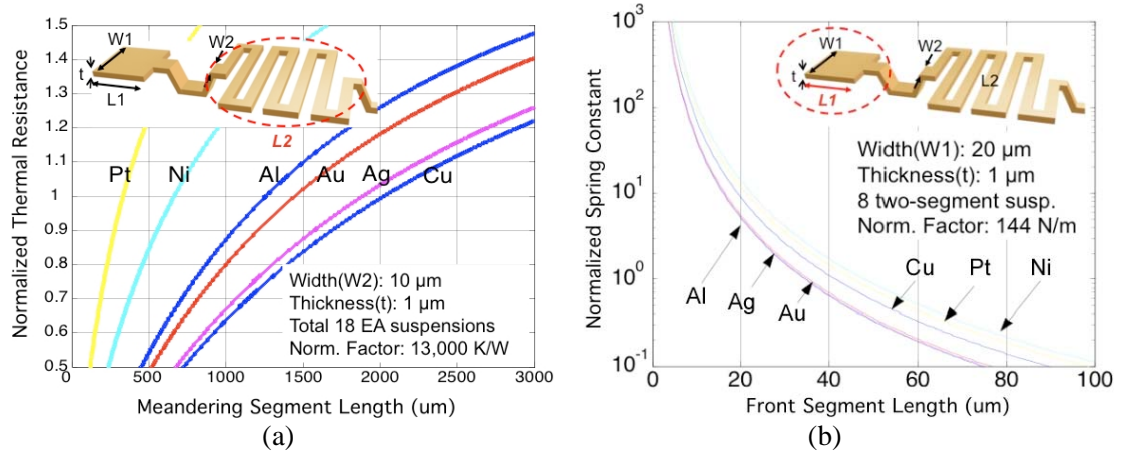 1.5
1.4
1.3
1.2
1.1
1
0.9
0.8
0.7
0.6
0.5
Normalized Thermal Resistance
W1
W2
t
L1
L2
Pt
Ni
Al
Au
Ag
Cu
Width(W2): 10 µm
Thickness(t): 1 µm
Total 18 EA suspensions
Norm. Factor: 13,000 K/W
0 500 1000 1500 2000 2500 3000
Meandering Segment Length (um)
(a)
10³
10²
10¹
10⁰
10⁻¹
Normalized Spring Constant
W1
W2
t
L1
L2
Width(W1): 20 µm
Thickness(t): 1 µm
8 two-segment susp.
Norm. Factor: 144 N/m
Al
Ag
Au
Cu
Pt
Ni
0 20 40 60 80 100
Front Segment Length (um)
(b)